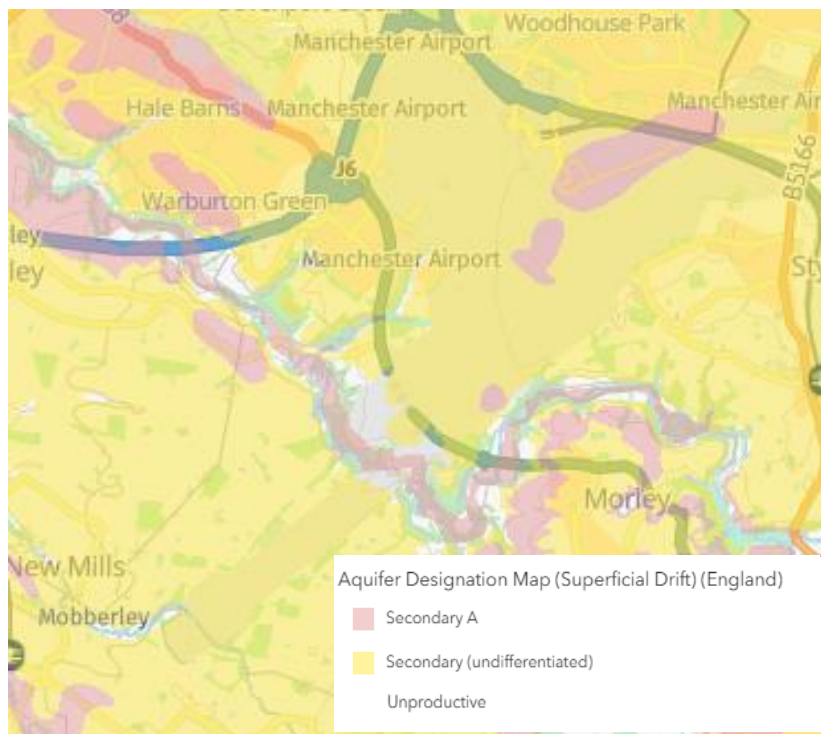 Woodhouse Park
Manchester Airport
Hale Barns
Manchester Airport
Manchester Air
J6
B5166
Warburton Green
ley
ley
Manchester Airport
Sty
Morley
New Mills
Mobberley
Aquifer Designation Map (Superficial Drift) (England)
Secondary A
Secondary (undifferentiated)
Unproductive